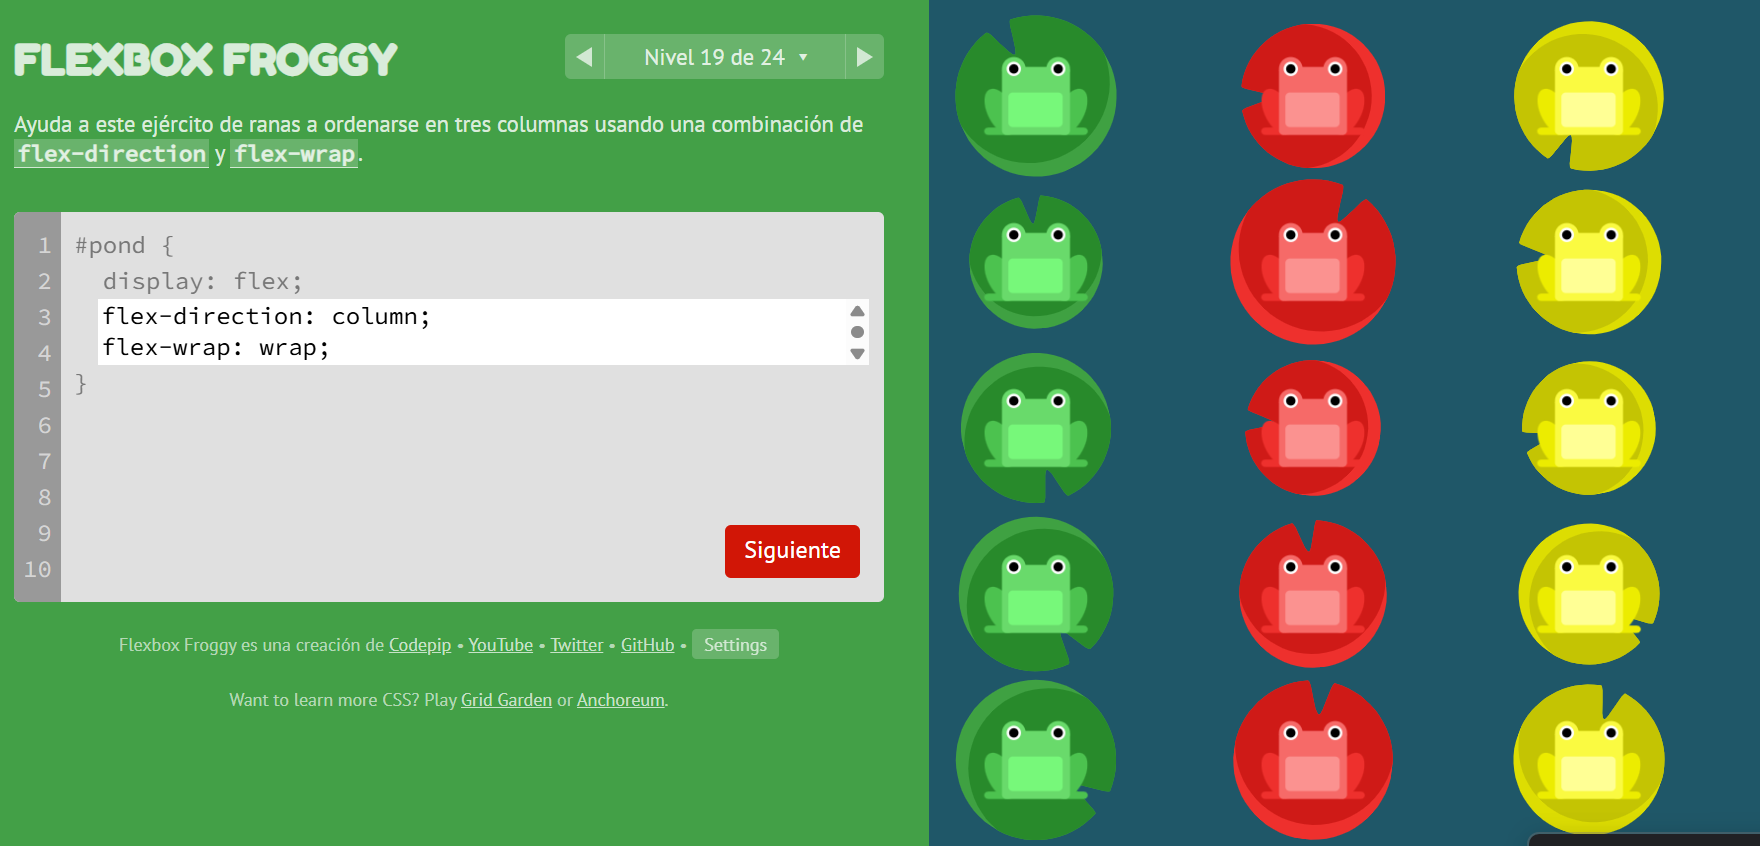 FLEXBOX FROGGY
Nivel 19 de 24
Ayuda a este ejército de ranas a ordenarse en tres columnas usando una combinación de
flex-direction y flex-wrap.
1 #pond {
2 display: flex;
3 flex-direction: column;
4 flex-wrap: wrap;
5 }
6
7
8
9
10
Siguiente
Flexbox Froggy es una creación de Codepip • YouTube • Twitter • GitHub • Settings
Want to learn more CSS? Play Grid Garden or Anchoreum.